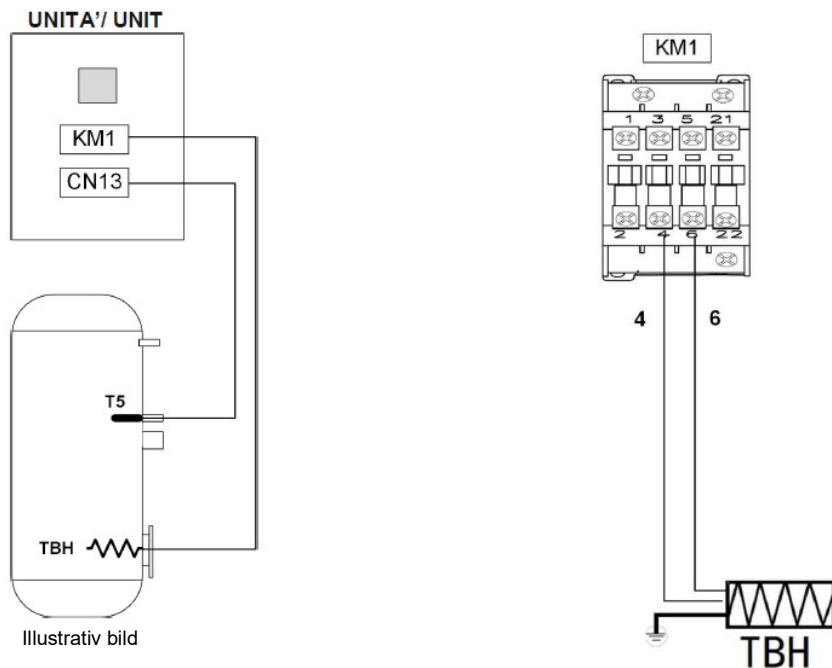 UNITA'/ UNIT
KM1
CN13
T5
TBH
Illustrativ bild
KM1
1 3 5 21
2 4 6 22
4 6
TBH